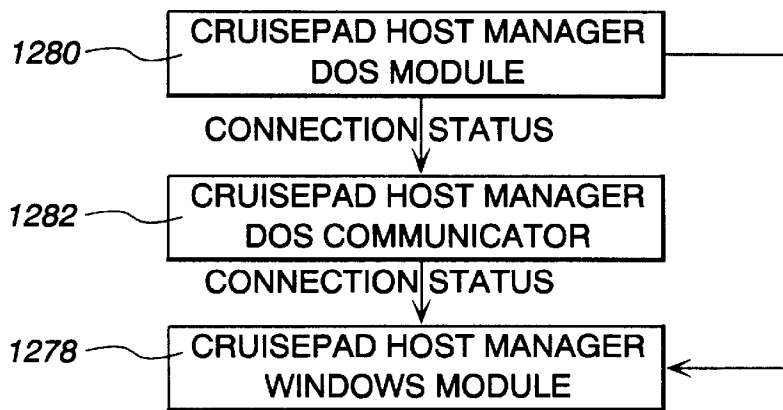 1280
CRUISEPAD HOST MANAGER
DOS MODULE
CONNECTION STATUS
1282
CRUISEPAD HOST MANAGER
DOS COMMUNICATOR
CONNECTION STATUS
1278
CRUISEPAD HOST MANAGER
WINDOWS MODULE